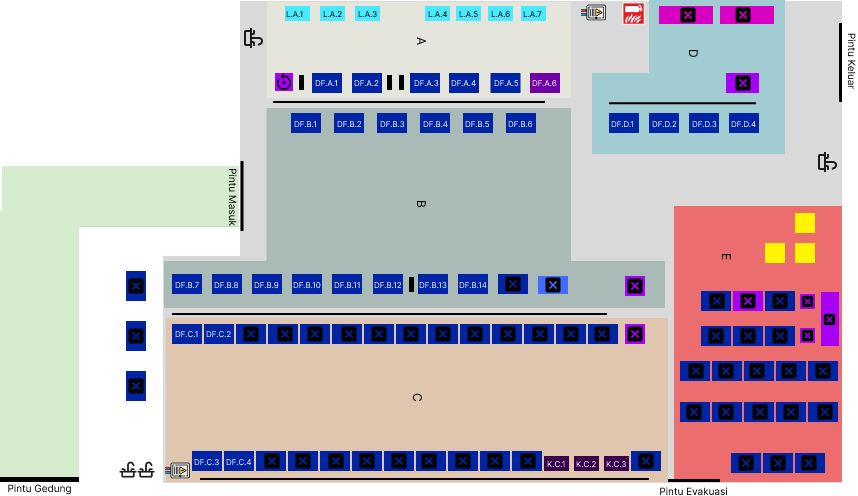 L.A.1 L.A.2 L.A.3 L.A.4 L.A.5 L.A.6 L.A.7
A
D
Pintu Keluar
DF.A.1 DF.A.2 DF.A.3 DF.A.4 DF.A.5 DF.A.6
DF.B.1 DF.B.2 DF.B.3 DF.B.4 DF.B.5 DF.B.6
DF.D.1 DF.D.2 DF.D.3 DF.D.4
Pintu Masuk
B
E
DF.B.7 DF.B.8 DF.B.9 DF.B.10 DF.B.11 DF.B.12 DF.B.13 DF.B.14
DF.C.1 DF.C.2
C
DF.C.3 DF.C.4 K.C.1 K.C.2 K.C.3
Pintu Gedung
Pintu Evakuasi